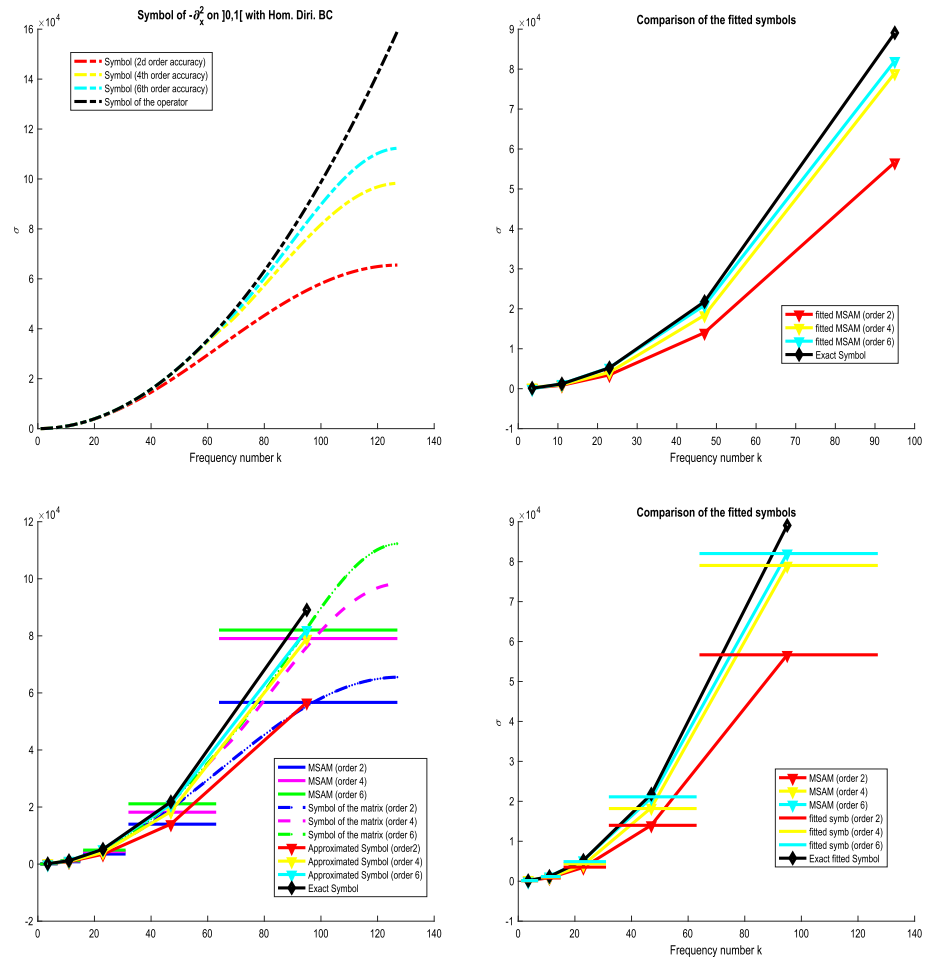 Symbol of -∂ₓ² on ]0,1[ with Hom. Diri. BC
×10⁴
16
14
12
10
8
6
4
2
0
σ
Symbol (2d order accuracy)
Symbol (4th order accuracy)
Symbol (6th order accuracy)
Symbol of the operator
0 20 40 60 80 100 120 140
Frequency number k
Comparison of the fitted symbols
×10⁴
9
8
7
6
5
4
3
2
1
0
-1
σ
fitted MSAM (order 2)
fitted MSAM (order 4)
fitted MSAM (order 6)
Exact Symbol
0 10 20 30 40 50 60 70 80 90 100
Frequency number k
×10⁴
12
10
8
6
4
2
0
-2
MSAM (order 2)
MSAM (order 4)
MSAM (order 6)
Symbol of the matrix (order 2)
Symbol of the matrix (order 4)
Symbol of the matrix (order 6)
Approximated Symbol (order2)
Approximated Symbol (order 4)
Approximated Symbol (order 6)
Exact Symbol
0 20 40 60 80 100 120 140
Comparison of the fitted symbols
×10⁴
9
8
7
6
5
4
3
2
1
0
-1
σ
MSAM (order 2)
MSAM (order 4)
MSAM (order 6)
fitted symb (order 2)
fitted symb (order 4)
fitted symb (order 6)
Exact fitted Symbol
0 20 40 60 80 100 120 140
Frequency number k